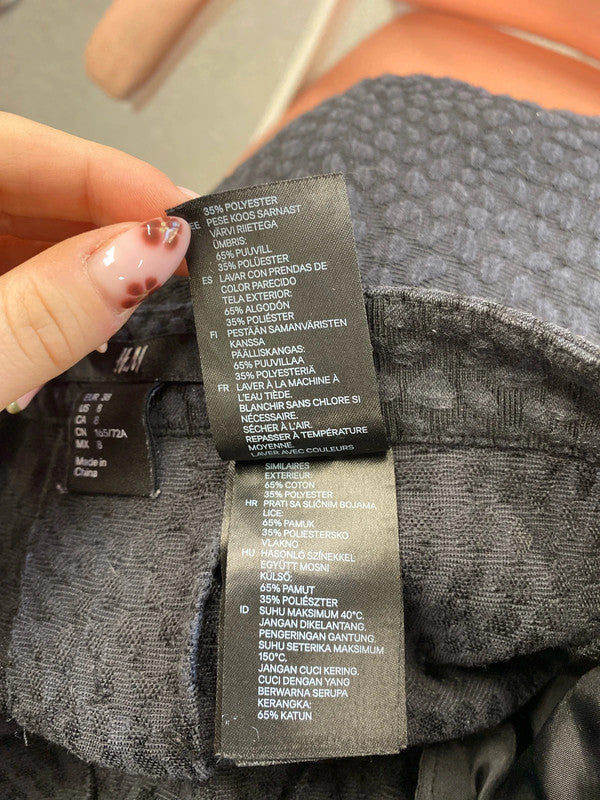 35% POLYESTER
EE PESE KOOS SARNAST
VÄRVI RIIETEGA
ÜMBRIS:
65% PUUVILL
35% POLÜESTER
ES LAVAR CON PRENDAS DE
COLOR PARECIDO
TELA EXTERIOR:
65% ALGODÓN
35% POLIÉSTER
FI PESTÄÄN SAMANVÄRISTEN
KANSSA
PÄÄLLISKANGAS:
65% PUUVILLAA
35% POLYESTERIÄ
FR LAVER À LA MACHINE À
L'EAU TIÈDE.
BLANCHIR SANS CHLORE SI
NÉCESSAIRE.
SÉCHER À L'AIR.
REPASSER À TEMPÉRATURE
MOYENNE.
LAVER AVEC COULEURS
SIMILAIRES
EXTÉRIEUR:
65% COTON
35% POLYESTER
HR PRATI SA SLIČNIM BOJAMA
LICE:
65% PAMUK
35% POLIESTERSKO
VLAKNO
HU HASONLÓ SZÍNEKKEL
EGYÜTT MOSNI
KÜLSŐ:
65% PAMUT
35% POLIÉSZTER
ID SUHU MAKSIMUM 40°C.
JANGAN DIKELANTANG.
PENGERINGAN GANTUNG.
SUHU SETERIKA MAKSIMUM
150°C.
JANGAN CUCI KERING.
CUCI DENGAN YANG
BERWARNA SERUPA
KERANGKA:
65% KATUN
H&M
EUR 38
US 8
CA 8
CN 165/72A
MX 8
Made in
China